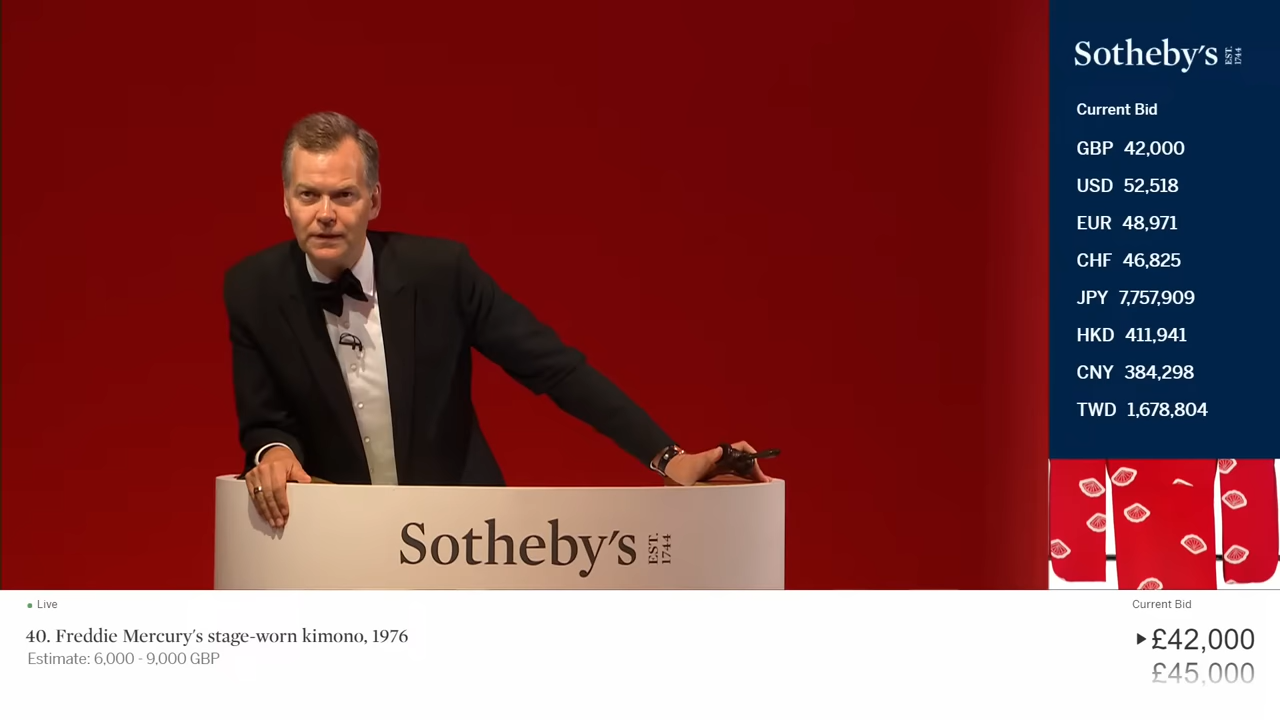 Sotheby's EST. 1744
Current Bid
GBP 42,000
USD 52,518
EUR 48,971
CHF 46,825
JPY 7,757,909
HKD 411,941
CNY 384,298
TWD 1,678,804
Sotheby's EST. 1744
Live
40. Freddie Mercury's stage-worn kimono, 1976
Estimate: 6,000 - 9,000 GBP
Current Bid
£42,000
£45,000